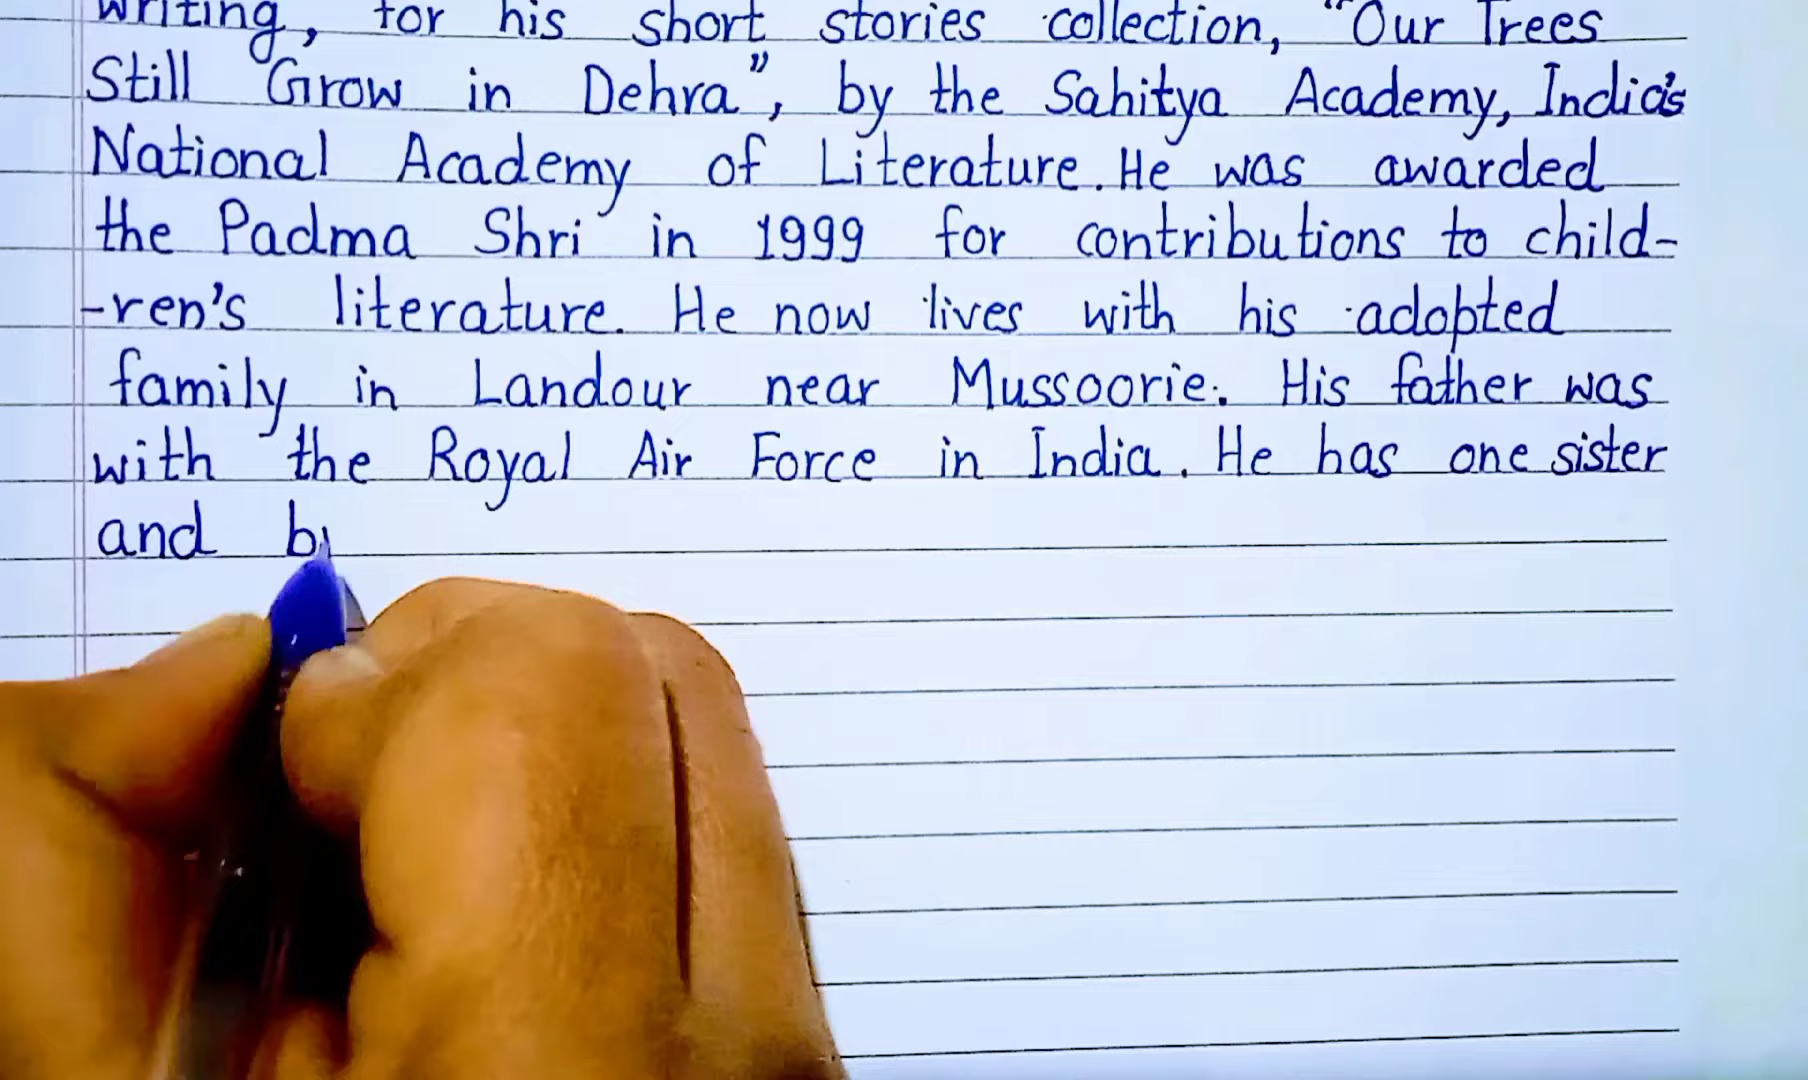 writing, for his short stories collection, "Our Trees
Still Grow in Dehra", by the Sahitya Academy, India's
National Academy of Literature. He was awarded
the Padma Shri in 1999 for contributions to child-
-ren's literature. He now lives with his adopted
family in Landour near Mussoorie. His father was
with the Royal Air Force in India. He has one sister
and